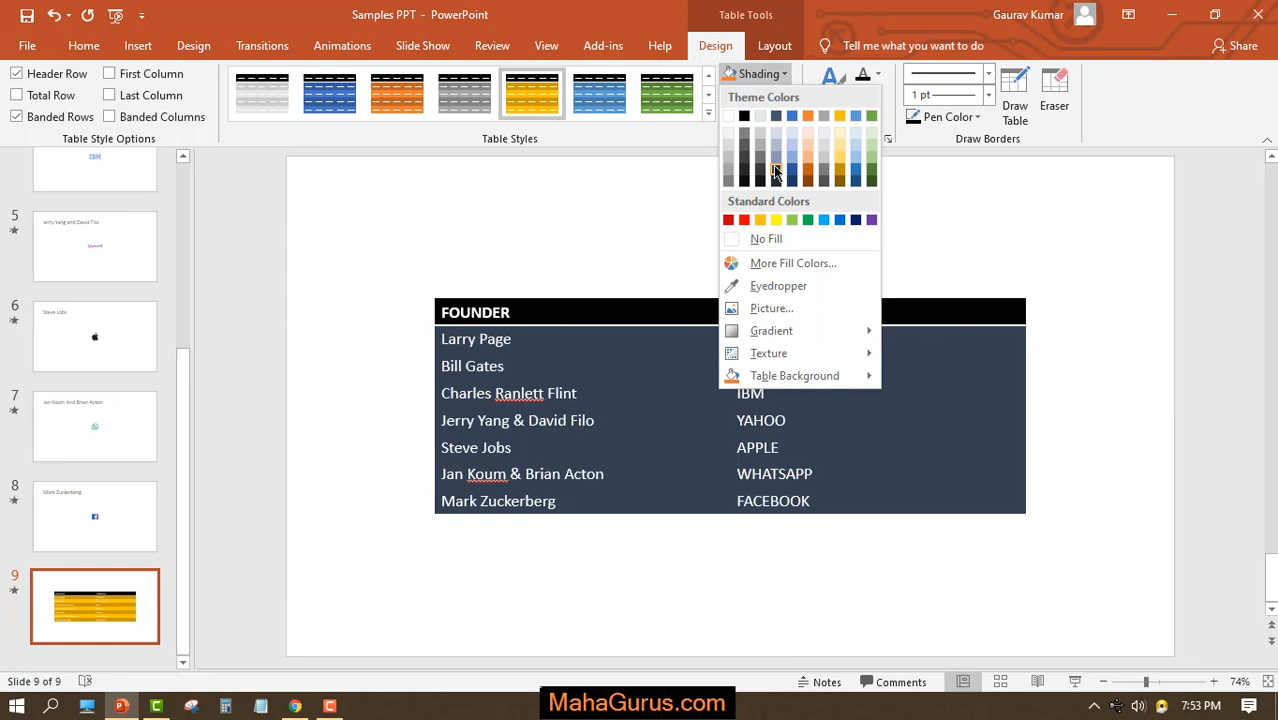 Samples PPT - PowerPoint
Table Tools
Gaurav Kumar
File
Home
Insert
Design
Transitions
Animations
Slide Show
Review
View
Add-ins
Help
Design
Layout
Tell me what you want to do
Share
Header Row
First Column
Total Row
Last Column
Banded Rows
Banded Columns
Table Style Options
Table Styles
Shading
1 pt
Pen Color
Draw Table
Eraser
Draw Borders
Theme Colors
Standard Colors
No Fill
More Fill Colors...
Eyedropper
Picture...
Gradient
Texture
Table Background
IBM
5
Jerry Yang and David Filo
6
Steve Jobs
7
Jan Koum And Brian Acton
8
Mark Zuckerberg
9
FOUNDER
Larry Page
Bill Gates
Charles Ranlett Flint IBM
Jerry Yang & David Filo YAHOO
Steve Jobs APPLE
Jan Koum & Brian Acton WHATSAPP
Mark Zuckerberg FACEBOOK
Slide 9 of 9
Notes
Comments
74%
MahaGurus.com
7:53 PM